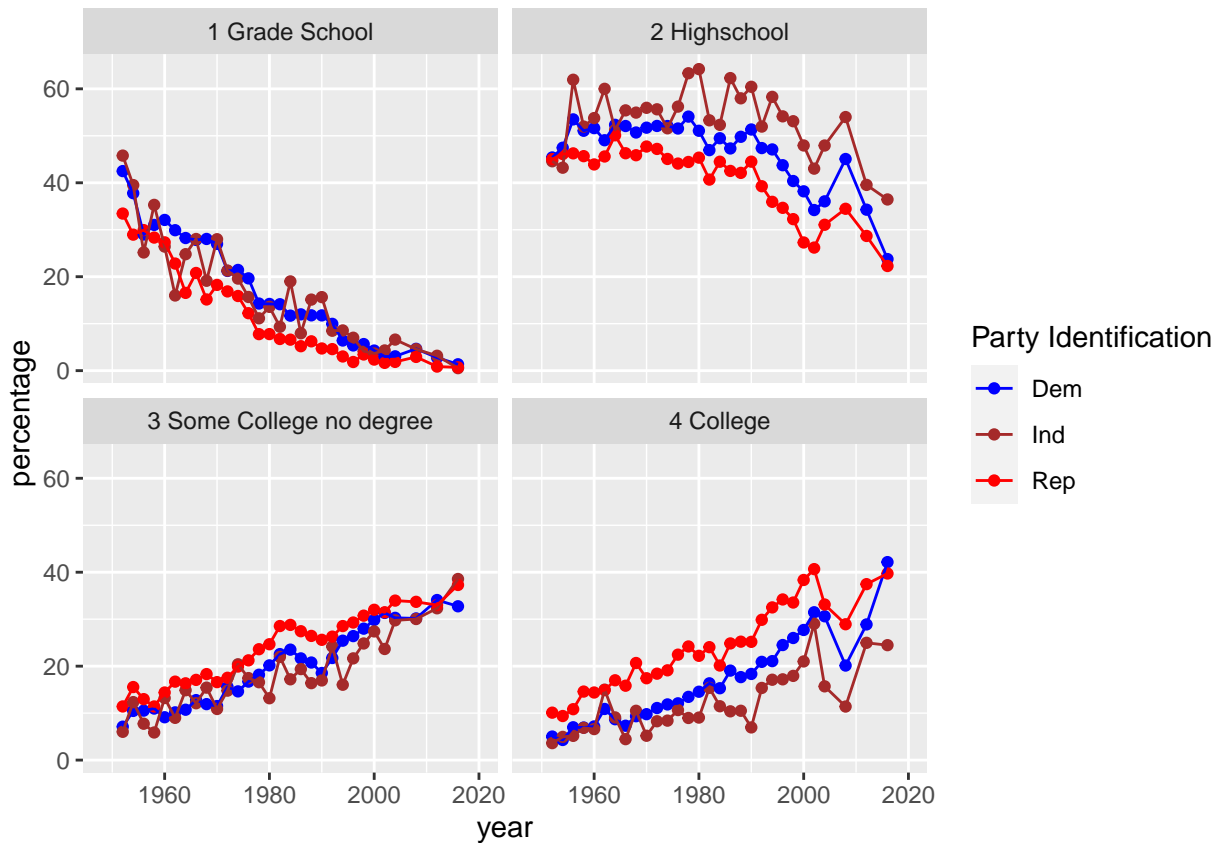 1 Grade School
2 Highschool
60
40
20
0
3 Some College no degree
4 College
60
40
20
0
1960 1980 2000 2020
1960 1980 2000 2020
year
percentage
Party Identification
Dem
Ind
Rep